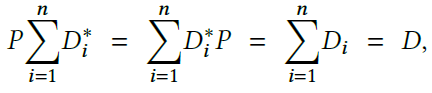 P∑_{i=1}^{n} D_i^* = ∑_{i=1}^{n} D_i^* P = ∑_{i=1}^{n} D_i = D,